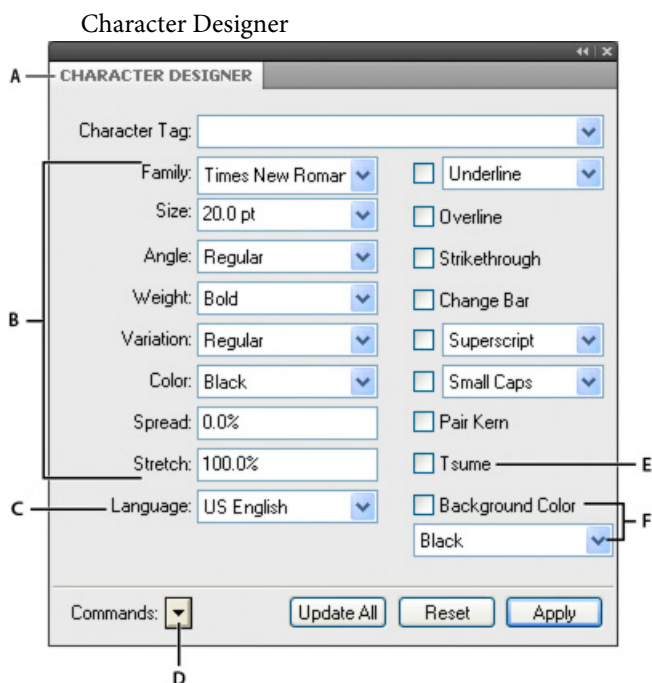 Character Designer
A
CHARACTER DESIGNER
Character Tag:
Family: Times New Romar Underline
Size: 20.0 pt Overline
Angle: Regular Strikethrough
Weight: Bold Change Bar
B
Variation: Regular Superscript
Color: Black Small Caps
Spread: 0.0% Pair Kern
Stretch: 100.0% Tsume E
C Language: US English Background Color F
Black
Commands: Update All Reset Apply
D